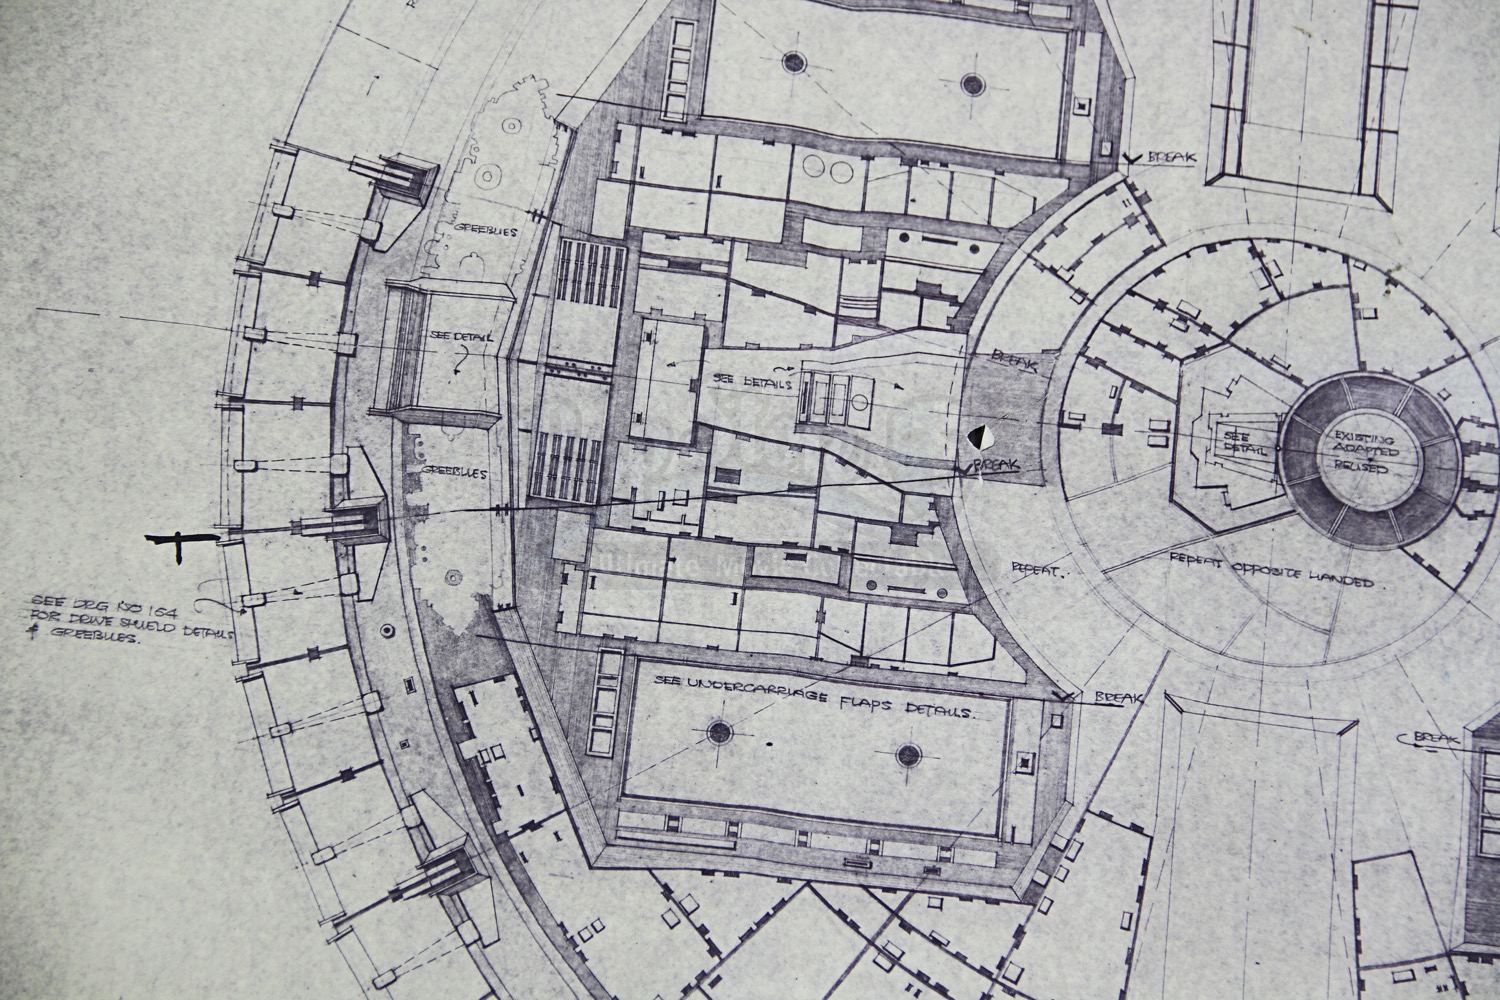 BREAK
GREEBLIES
SEE DETAIL
BREAK
SEE DETAILS
GREEBLIES
BREAK
SEE
DETAIL
EXISTING
ADAPTED
REUSED
REPEAT.
REPEAT OPPOSITE HANDED
SEE DRG NO 164
FOR DRIVE SHIELD DETAILS
& GREEBLIES.
SEE UNDERCARRIAGE FLAPS DETAILS.
BREAK
BREAK